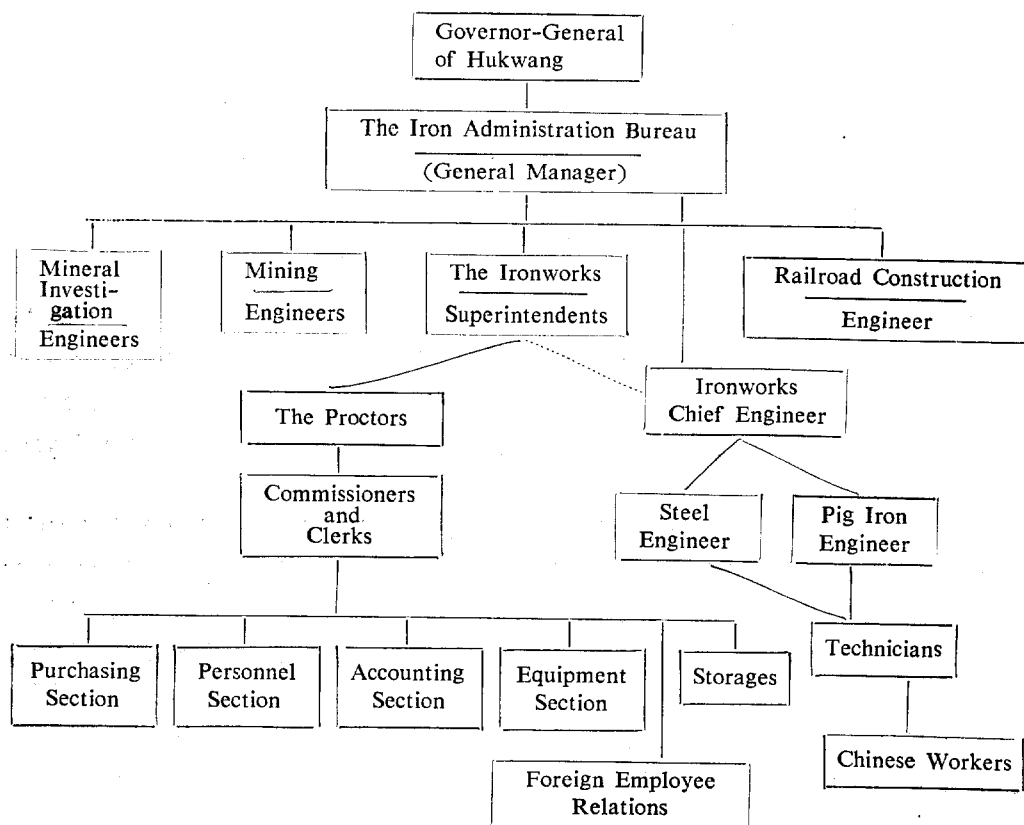 Governor-General
of Hukwang
The Iron Administration Bureau
(General Manager)
Mineral
Investi-
gation
Engineers
Mining
Engineers
The Ironworks
Superintendents
Railroad Construction
Engineer
The Proctors
Ironworks
Chief Engineer
Commissioners
and
Clerks
Steel
Engineer
Pig Iron
Engineer
Purchasing
Section
Personnel
Section
Accounting
Section
Equipment
Section
Storages
Technicians
Foreign Employee
Relations
Chinese Workers